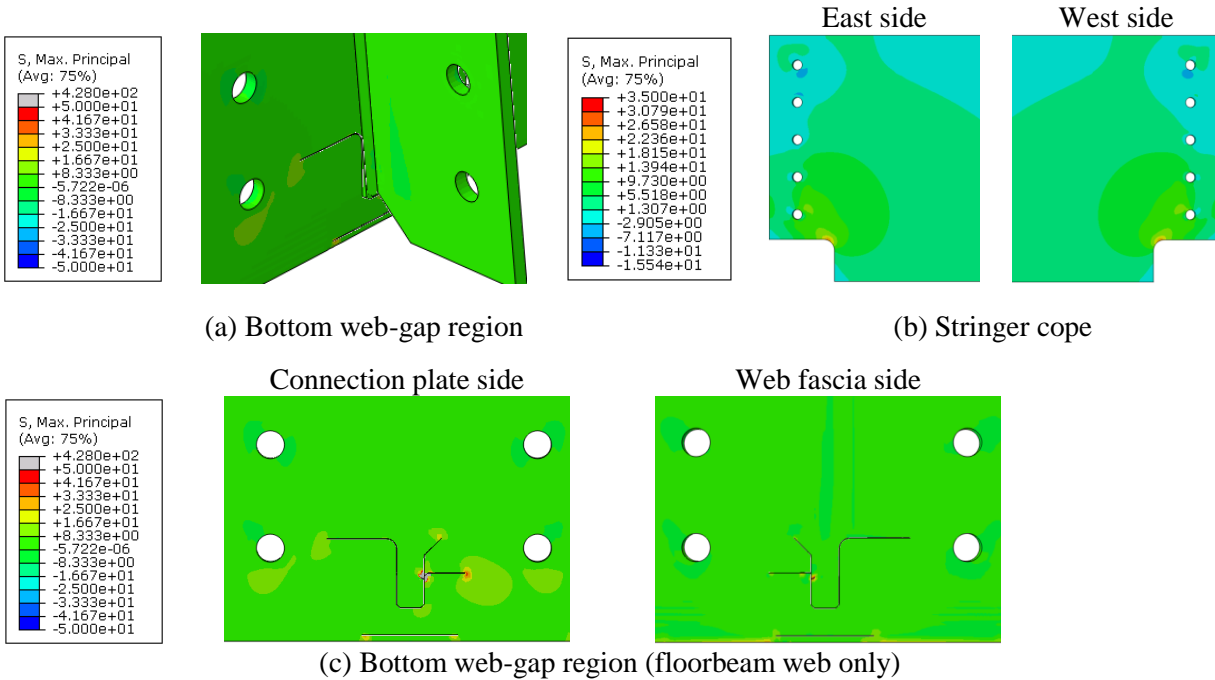 East side
West side
S, Max. Principal
(Avg: 75%)
+4.280e+02
+5.000e+01
+4.167e+01
+3.333e+01
+2.500e+01
+1.667e+01
+8.333e+00
-5.722e-06
-8.333e+00
-1.667e+01
-2.500e+01
-3.333e+01
-4.167e+01
-5.000e+01
S, Max. Principal
(Avg: 75%)
+3.500e+01
+3.079e+01
+2.658e+01
+2.236e+01
+1.815e+01
+1.394e+01
+9.730e+00
+5.518e+00
+1.307e+00
-2.905e+00
-7.117e+00
-1.133e+01
-1.554e+01
(a) Bottom web-gap region
(b) Stringer cope
Connection plate side
Web fascia side
S, Max. Principal
(Avg: 75%)
+4.280e+02
+5.000e+01
+4.167e+01
+3.333e+01
+2.500e+01
+1.667e+01
+8.333e+00
-5.722e-06
-8.333e+00
-1.667e+01
-2.500e+01
-3.333e+01
-4.167e+01
-5.000e+01
(c) Bottom web-gap region (floorbeam web only)